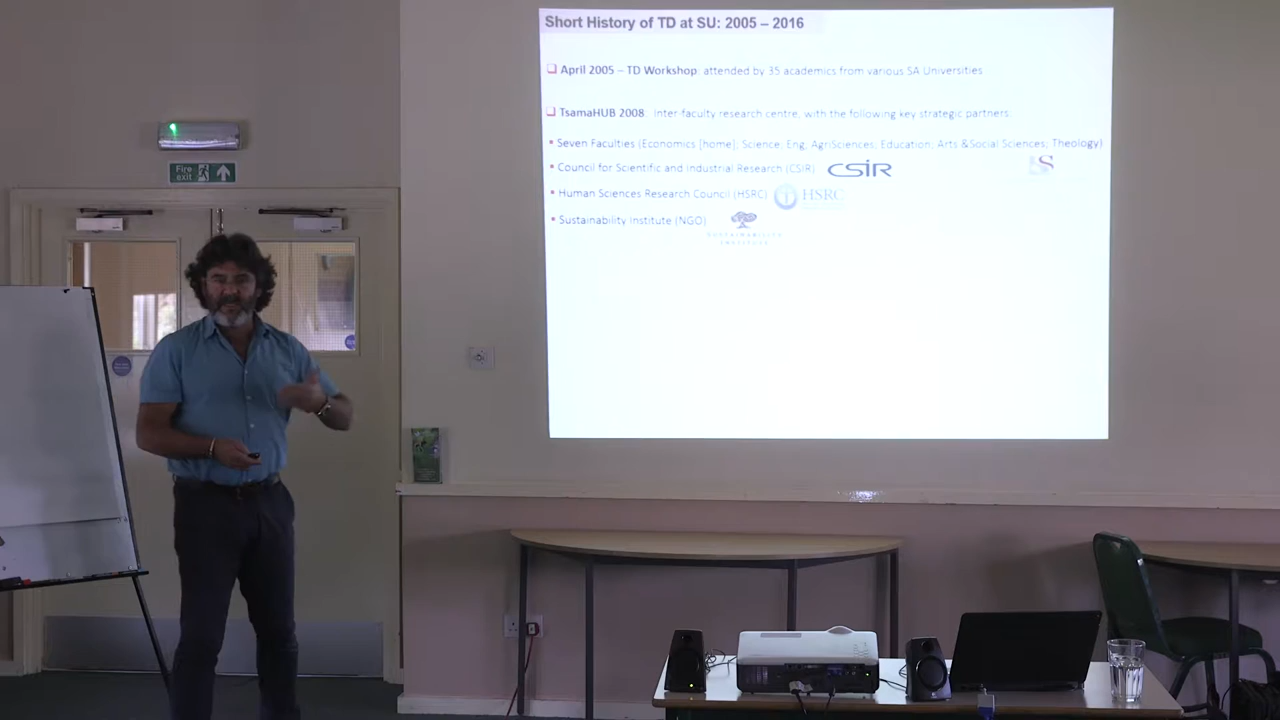 Short History of TD at SU: 2005 – 2016
April 2005 – TD Workshop: attended by 35 academics from various SA Universities
TsamaHUB 2008: Inter-faculty research centre, with the following key strategic partners:
Seven Faculties (Economics [home]; Science; Eng; AgriSciences; Education; Arts &Social Sciences; Theology)
Council for Scientific and Industrial Research (CSIR) CSIR
Human Sciences Research Council (HSRC) HSRC
Sustainability Institute (NGO)
SUSTAINABILITY
INSTITUTE
Fire
exit